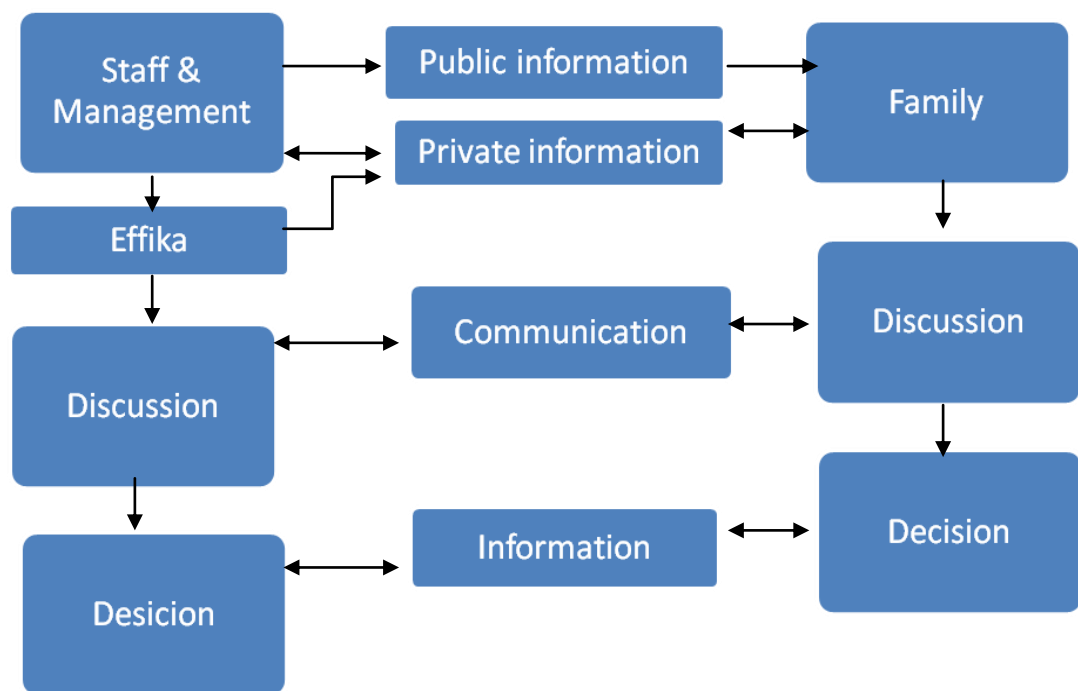 Staff &
Management
Public information
Family
Private information
Effika
Communication
Discussion
Discussion
Information
Decision
Desicion